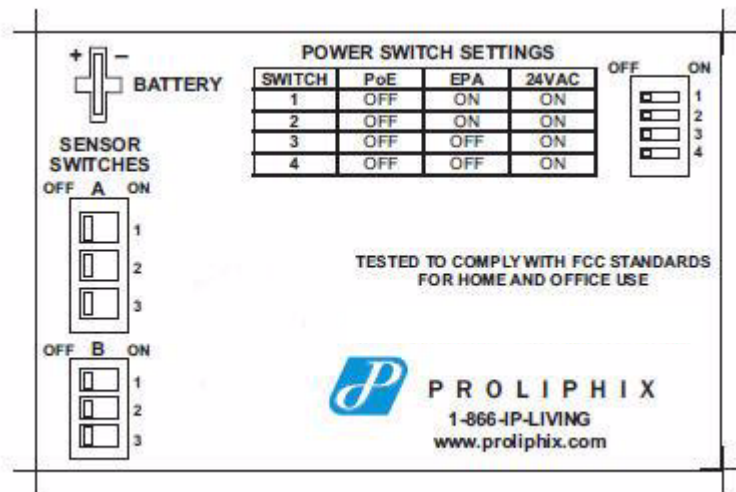 + –
BATTERY
POWER SWITCH SETTINGS
SWITCH PoE EPA 24VAC
1 OFF ON ON
2 OFF ON ON
3 OFF OFF ON
4 OFF OFF ON
OFF ON
1
2
3
4
SENSOR
SWITCHES
OFF A ON
1
2
3
OFF B ON
1
2
3
TESTED TO COMPLY WITH FCC STANDARDS
FOR HOME AND OFFICE USE
P PROLIPHIX
1-866-IP-LIVING
www.proliphix.com